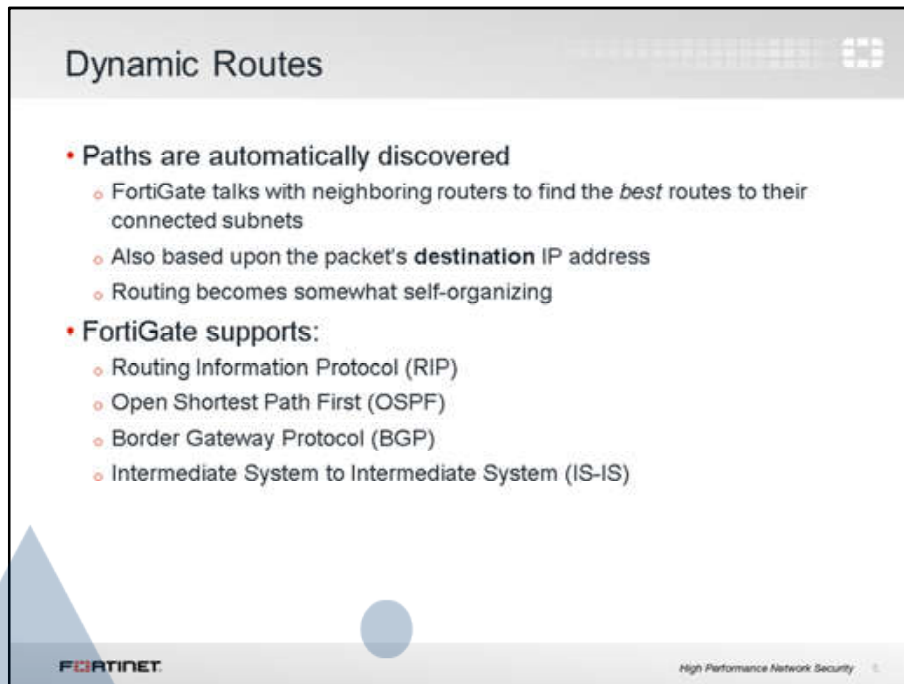 Dynamic Routes
• Paths are automatically discovered
o FortiGate talks with neighboring routers to find the best routes to their
connected subnets
o Also based upon the packet's destination IP address
o Routing becomes somewhat self-organizing
• FortiGate supports:
o Routing Information Protocol (RIP)
o Open Shortest Path First (OSPF)
o Border Gateway Protocol (BGP)
o Intermediate System to Intermediate System (IS-IS)
FORTINET
High Performance Network Security